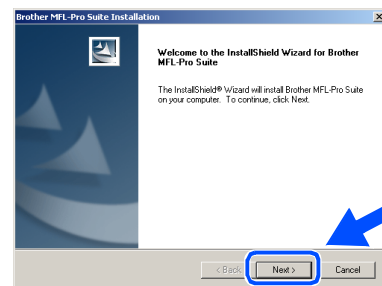 Brother MFL-Pro Suite Installation
Welcome to the InstallShield Wizard for Brother
MFL-Pro Suite
The InstallShield® Wizard will install Brother MFL-Pro Suite
on your computer. To continue, click Next.
< Back
Next >
Cancel